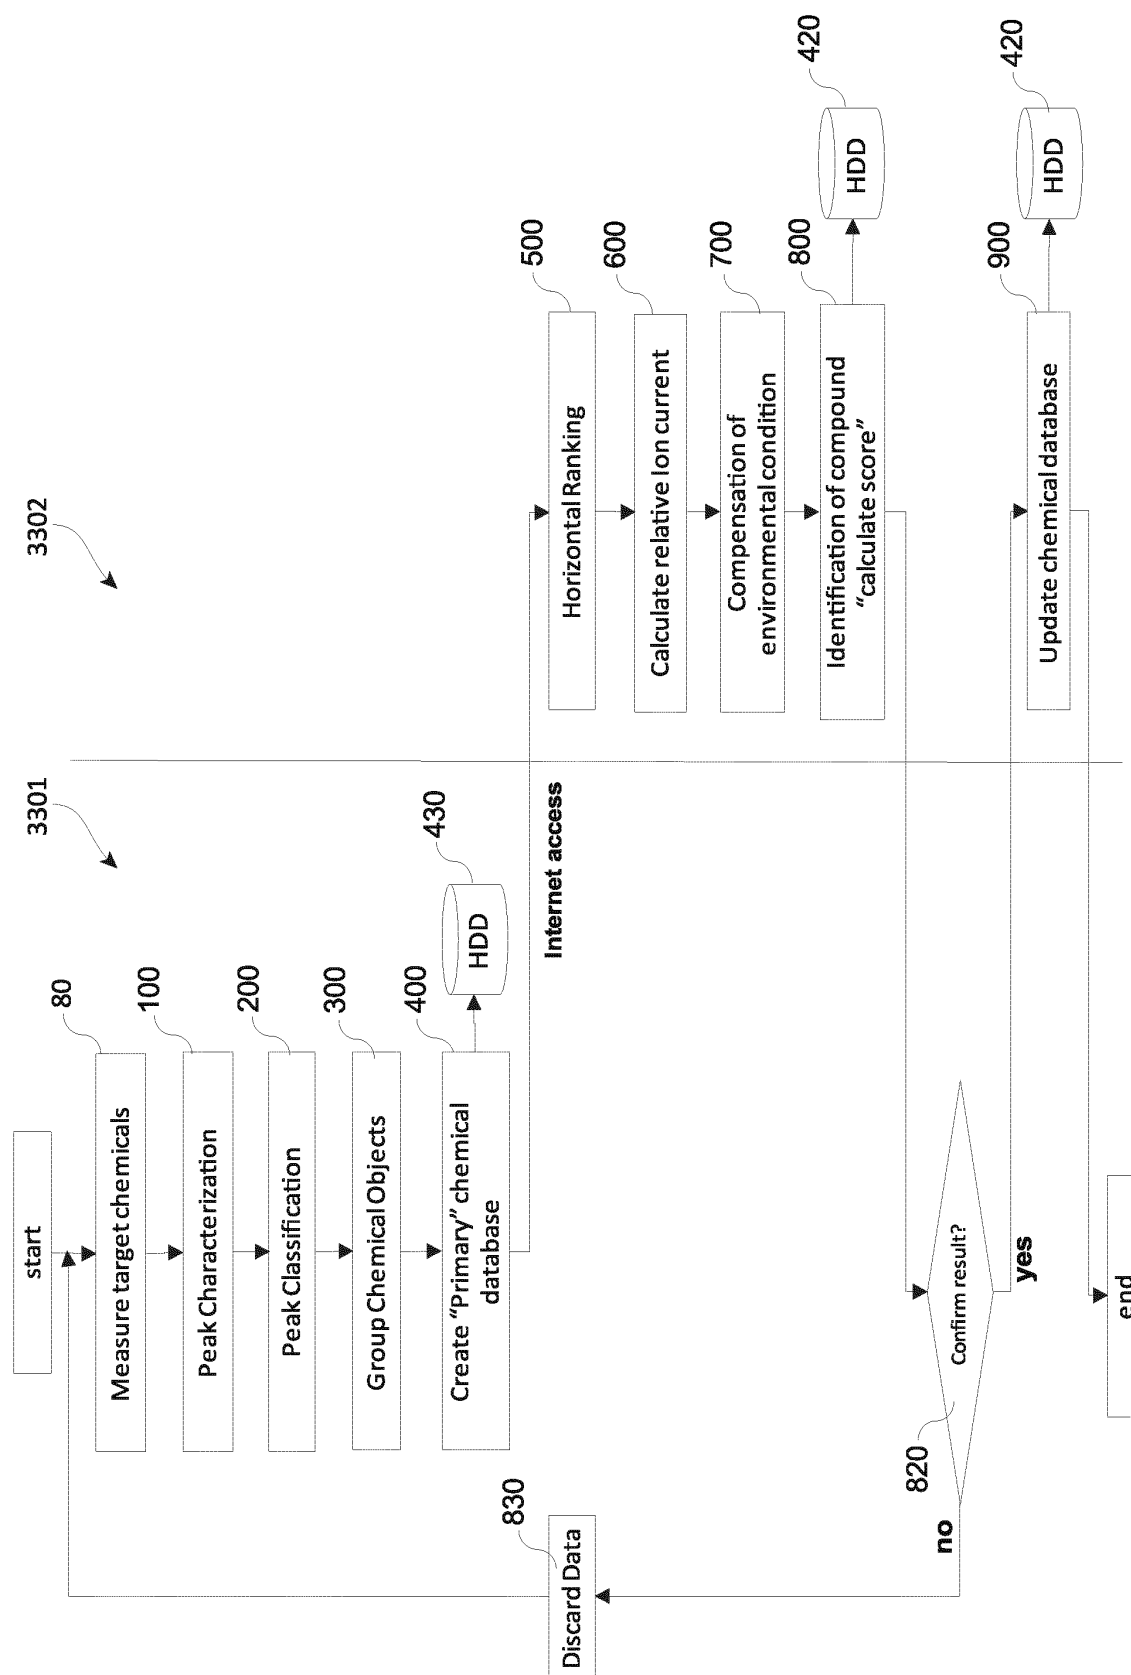 3301
3302
start
80
Measure target chemicals
100
Peak Characterization
200
Peak Classification
300
Group Chemical Objects
400
Create “Primary” chemical
database
430
HDD
Internet access
500
Horizontal Ranking
600
Calculate relative Ion current
700
Compensation of
environmental condition
800
Identification of compound
“calculate score”
420
HDD
830
Discard Data
820
Confirm result?
no
yes
900
Update chemical database
420
HDD
end